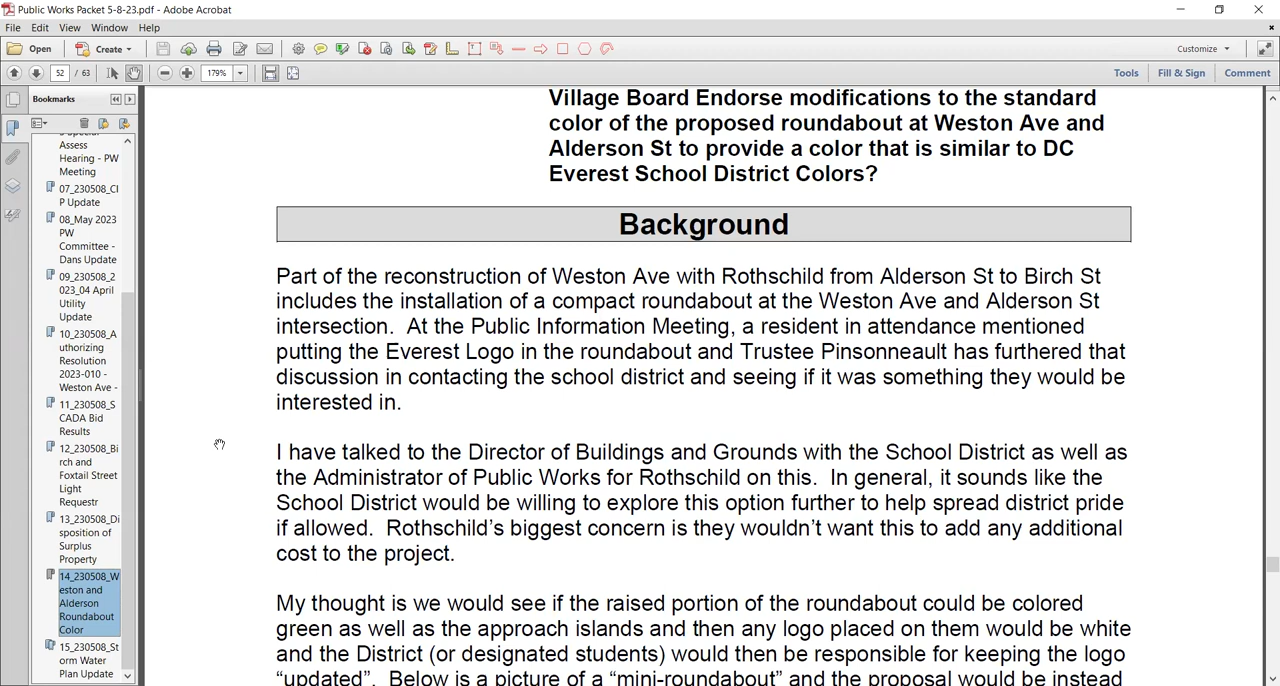 Public Works Packet 5-8-23.pdf - Adobe Acrobat
File Edit View Window Help
Open Create Customize
52 / 63 179% Tools Fill & Sign Comment
Bookmarks
Assess
Hearing - PW
Meeting
07_230508_CI
P Update
08_May 2023
PW
Committee -
Dans Update
09_230508_2
023_04 April
Utility
Update
10_230508_A
uthorizing
Resolution
2023-010 -
Weston Ave -
11_230508_S
CADA Bid
Results
12_230508_Bi
rch and
Foxtail Street
Light
Requestr
13_230508_Di
sposition of
Surplus
Property
14_230508_W
eston and
Alderson
Roundabout
Color
15_230508_St
orm Water
Plan Update
Village Board Endorse modifications to the standard
color of the proposed roundabout at Weston Ave and
Alderson St to provide a color that is similar to DC
Everest School District Colors?
Background
Part of the reconstruction of Weston Ave with Rothschild from Alderson St to Birch St
includes the installation of a compact roundabout at the Weston Ave and Alderson St
intersection. At the Public Information Meeting, a resident in attendance mentioned
putting the Everest Logo in the roundabout and Trustee Pinsonneault has furthered that
discussion in contacting the school district and seeing if it was something they would be
interested in.
I have talked to the Director of Buildings and Grounds with the School District as well as
the Administrator of Public Works for Rothschild on this. In general, it sounds like the
School District would be willing to explore this option further to help spread district pride
if allowed. Rothschild's biggest concern is they wouldn't want this to add any additional
cost to the project.
My thought is we would see if the raised portion of the roundabout could be colored
green as well as the approach islands and then any logo placed on them would be white
and the District (or designated students) would then be responsible for keeping the logo
"updated". Below is a picture of a "mini-roundabout" and the proposal would be instead